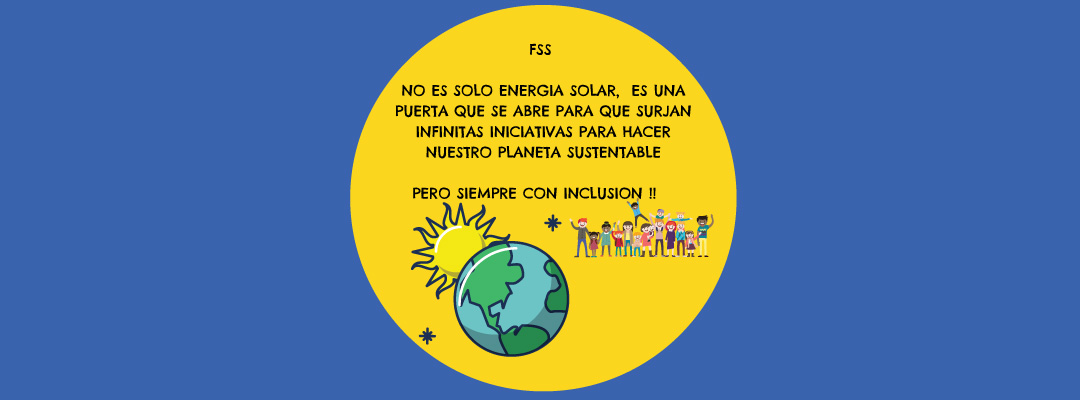 FSS
NO ES SOLO ENERGIA SOLAR, ES UNA
PUERTA QUE SE ABRE PARA QUE SURJAN
INFINITAS INICIATIVAS PARA HACER
NUESTRO PLANETA SUSTENTABLE
PERO SIEMPRE CON INCLUSION !!